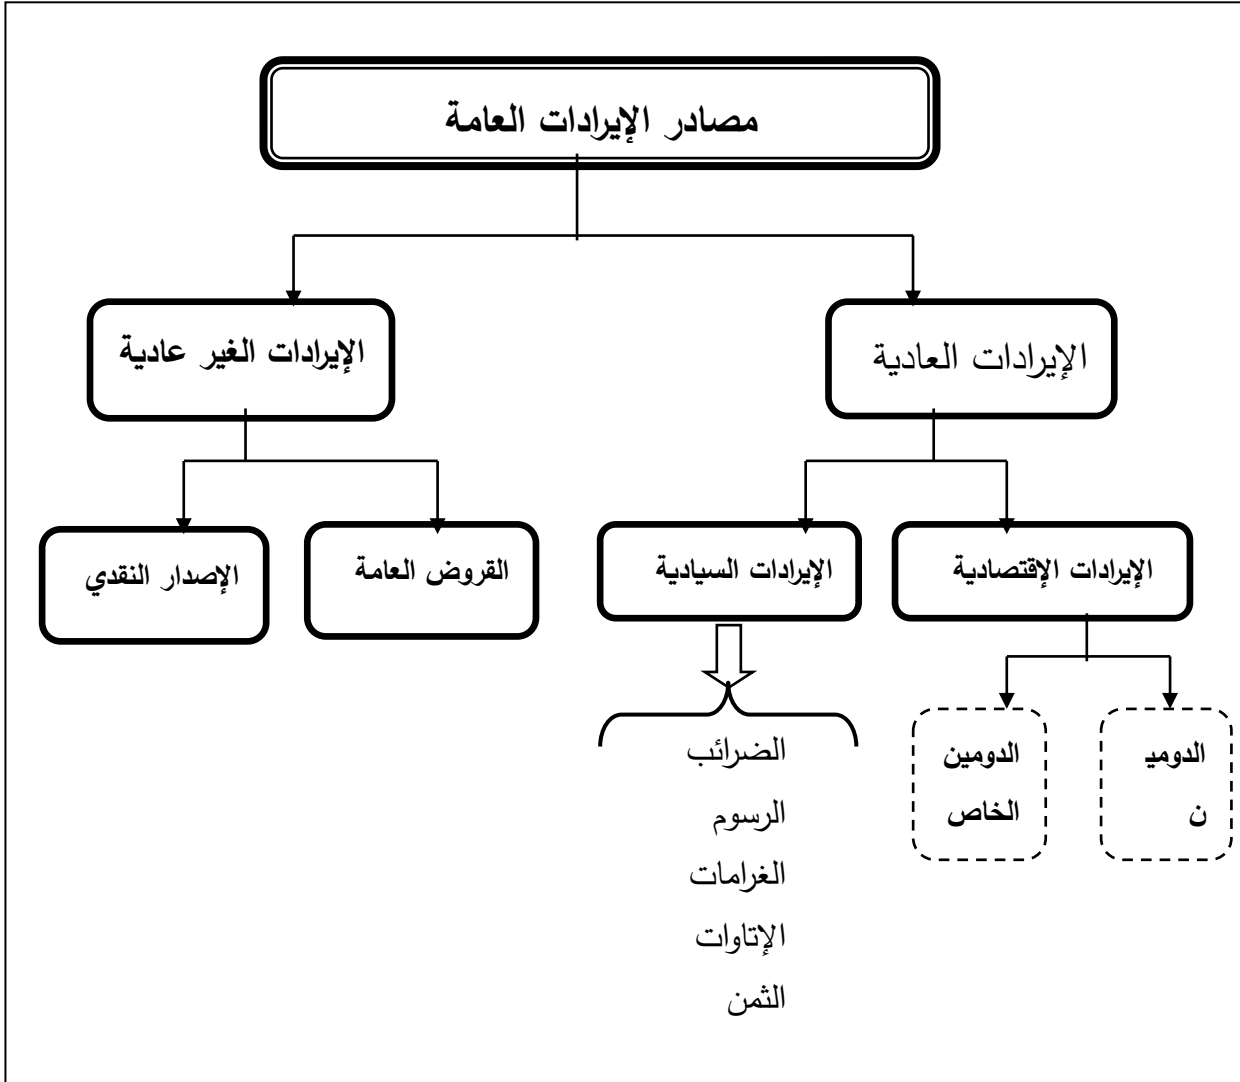 مصادر الإيرادات العامة
الإيرادات العادية
الإيرادات الغير عادية
الإيرادات الإقتصادية
الإيرادات السيادية
القروض العامة
الإصدار النقدي
الدوميـ
ن
الدومين
الخاص
الضرائب
الرسوم
الغرامات
الإتاوات
الثمن